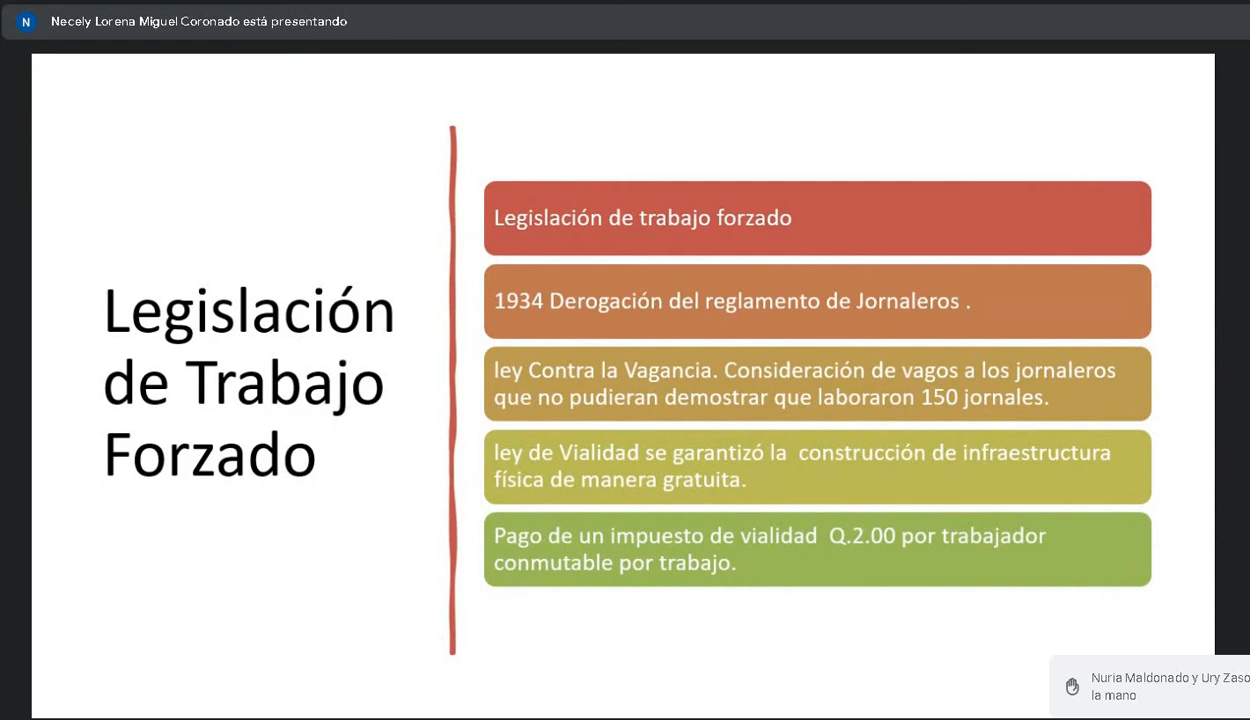 N
Necely Lorena Miguel Coronado está presentando
Legislación
de Trabajo
Forzado
Legislación de trabajo forzado
1934 Derogación del reglamento de Jornaleros .
ley Contra la Vagancia. Consideración de vagos a los jornaleros
que no pudieran demostrar que laboraron 150 jornales.
ley de Vialidad se garantizó la construcción de infraestructura
física de manera gratuita.
Pago de un impuesto de vialidad Q.2.00 por trabajador
conmutable por trabajo.
Nuria Maldonado y Ury Zaso
la mano